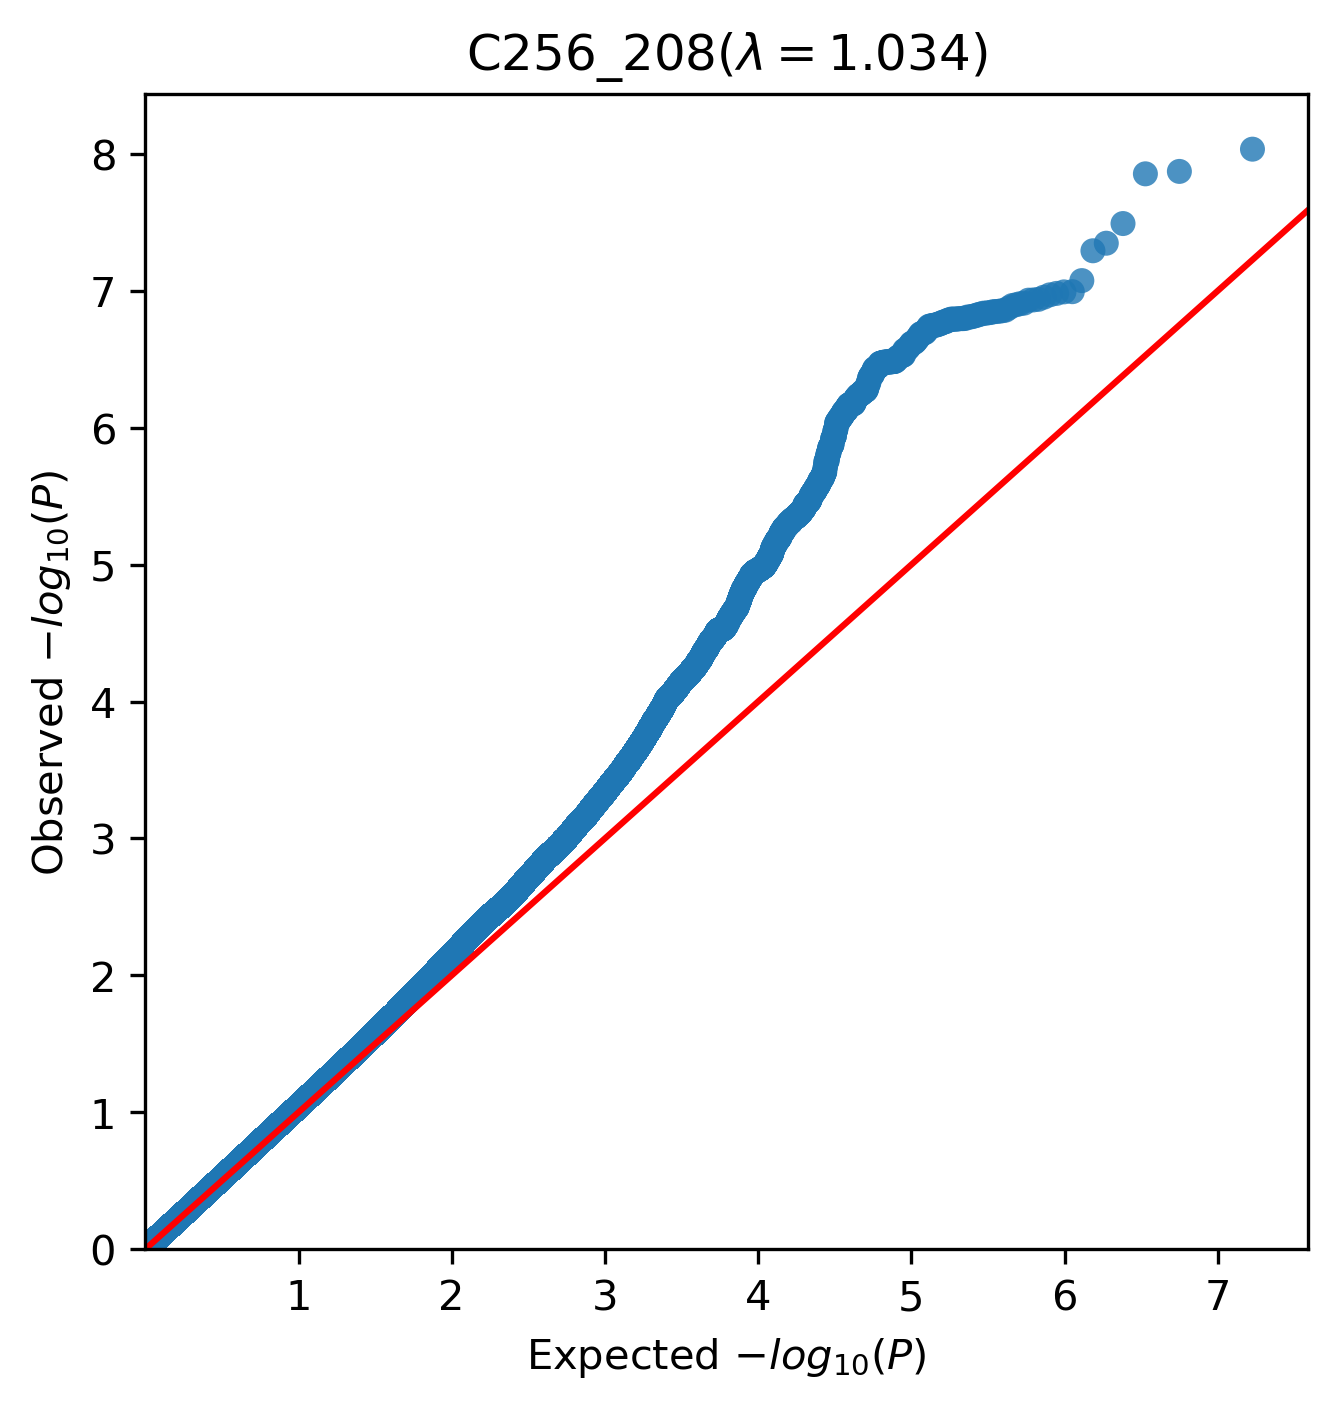 C256_208(λ = 1.034)
8
7
6
5
4
3
2
1
0
Observed −log₁₀(P)
1 2 3 4 5 6 7
Expected −log₁₀(P)